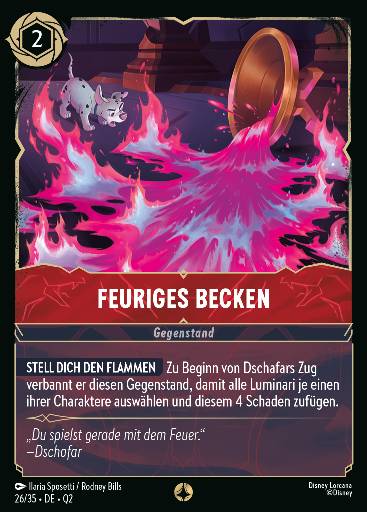 2
FEURIGES BECKEN
Gegenstand
STELL DICH DEN FLAMMEN Zu Beginn von Dschafars Zug
verbannt er diesen Gegenstand, damit alle Luminari je einen
ihrer Charaktere auswählen und diesem 4 Schaden zufügen.
„Du spielst gerade mit dem Feuer.“
–Dschofar
Ilaria Sposetti / Rodney Bills
Disney Lorcana
26/35 • DE • Q2
©Disney